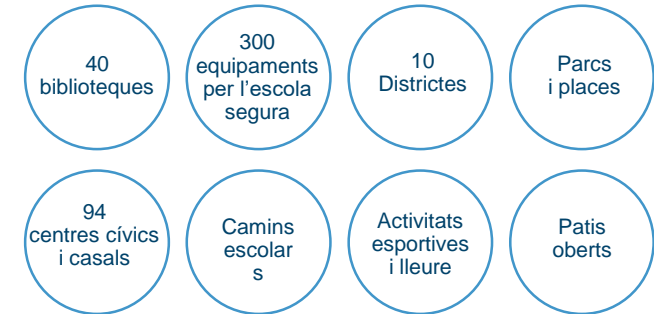 40
biblioteques
300
equipaments
per l'escola
segura
10
Districtes
Parcs
i places
94
centres cívics
i casals
Camins
escolar
s
Activitats
esportives
i lleure
Patis
oberts